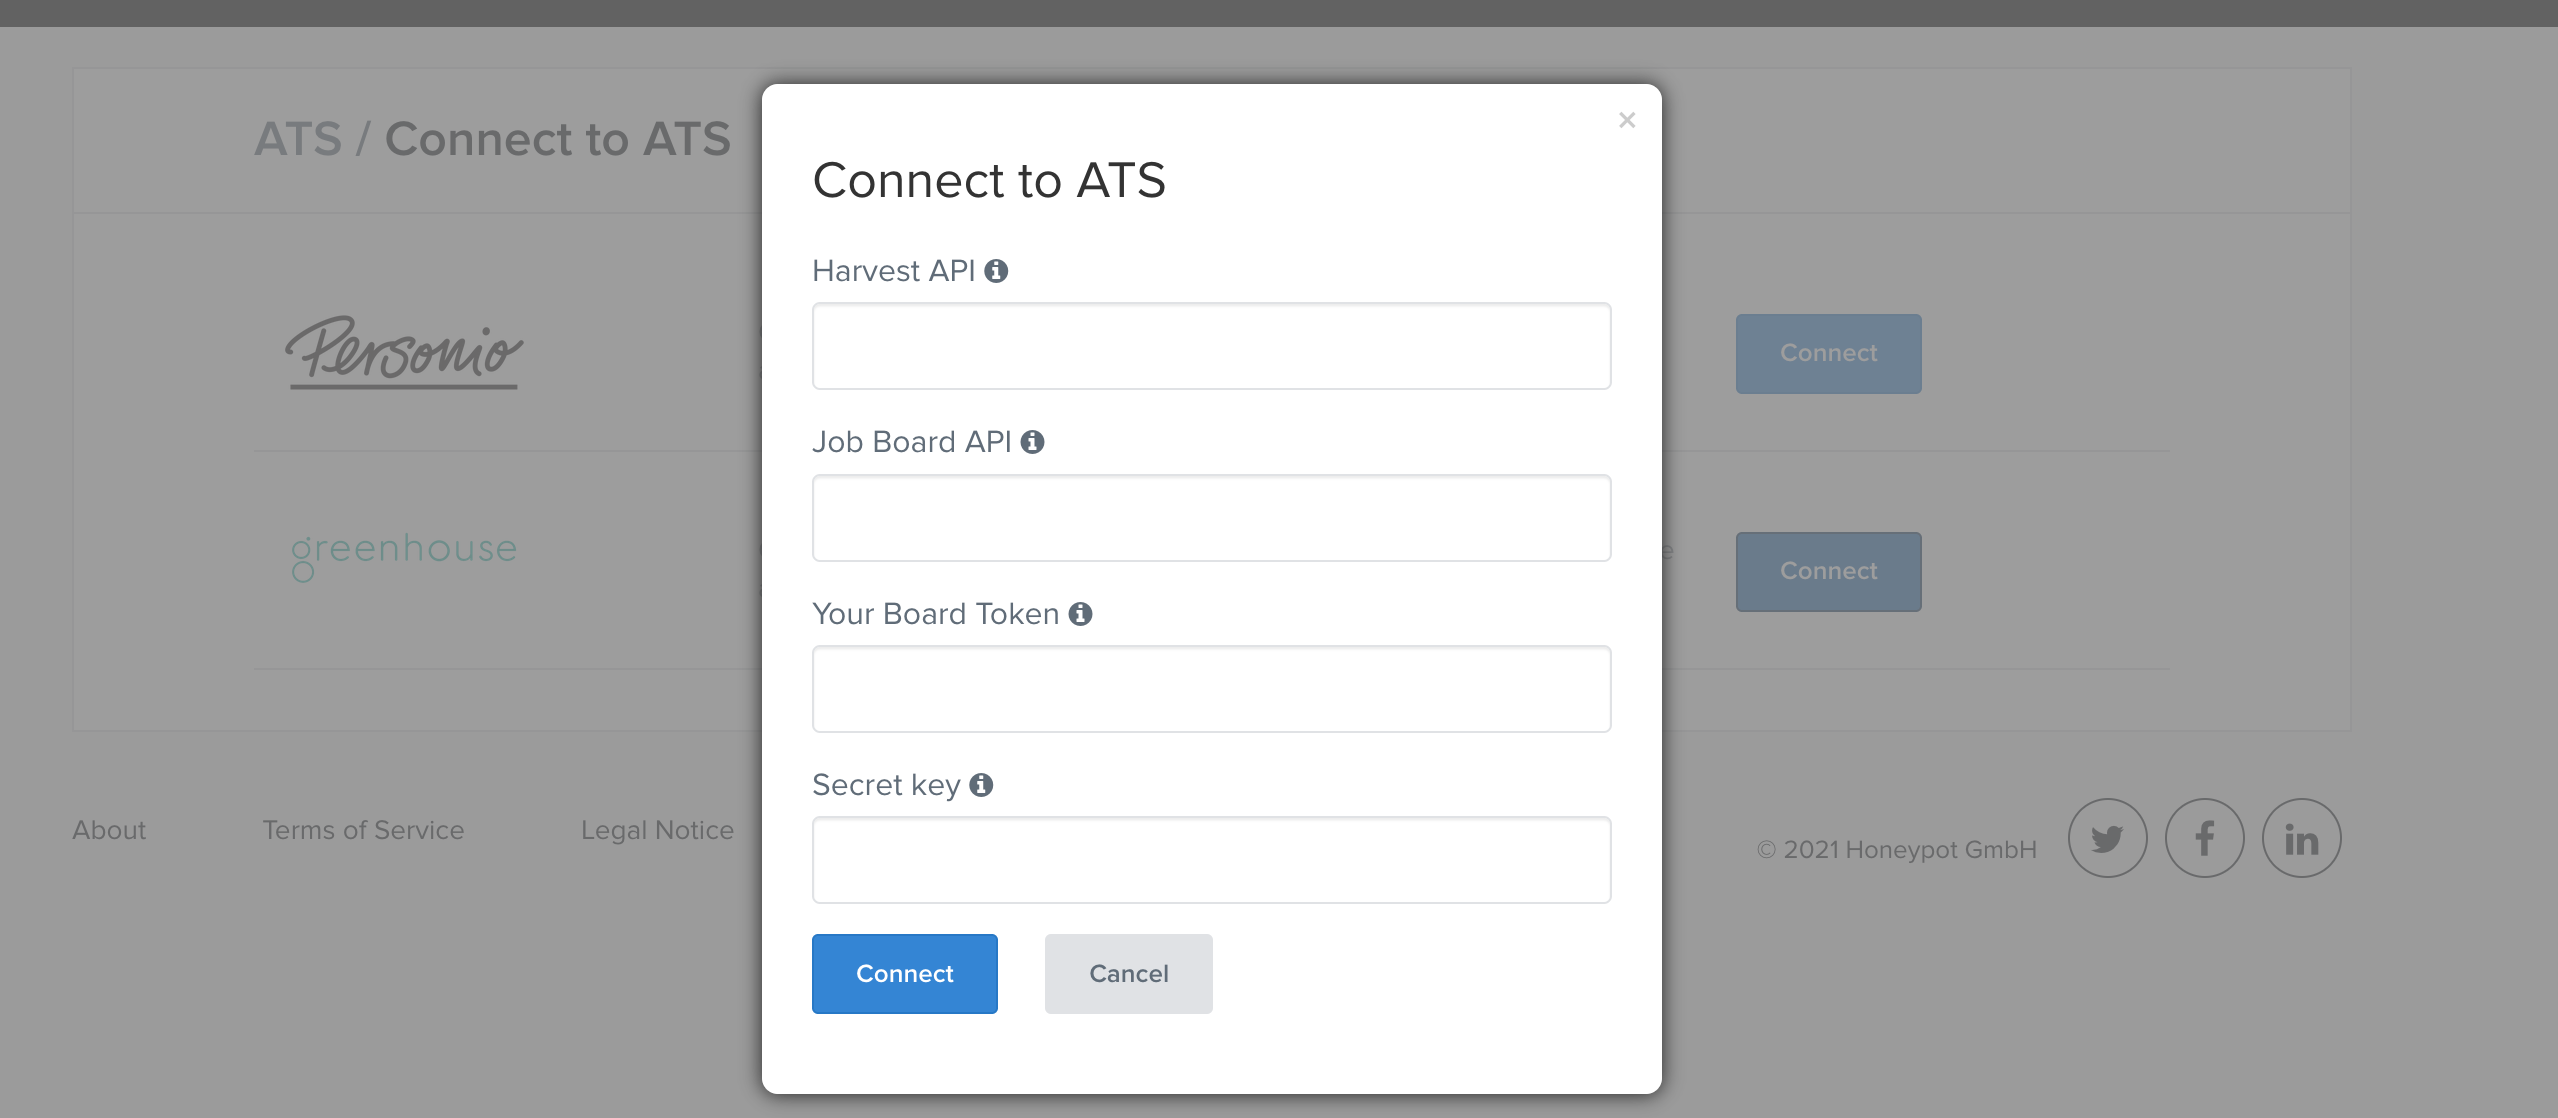 ATS / Connect to ATS
Personio
Connect
greenhouse
e
Connect
×
Connect to ATS
Harvest API
Job Board API
Your Board Token
Secret key
Connect
Cancel
About
Terms of Service
Legal Notice
© 2021 Honeypot GmbH